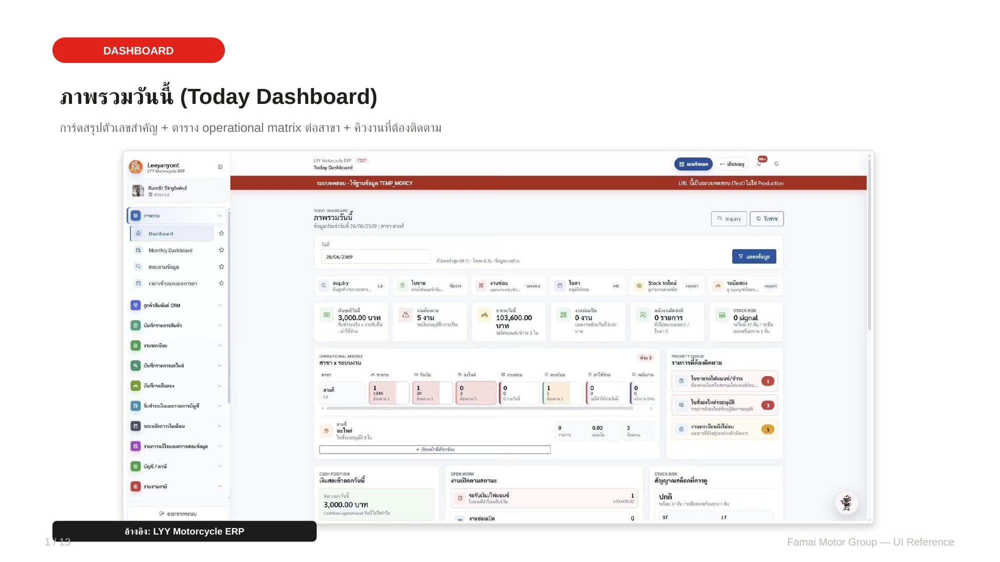 DASHBOARD
ภาพรวมวันนี้ (Today Dashboard)
การ์ดสรุปตัวเลขสำคัญ + ตาราง operational matrix ต่อสาขา + คิวงานที่ต้องติดตาม
Leeyanyont
LYY Motorcycle ERP
Bundit Singhakul
สาขา L4
ภาพรวม
Dashboard
Monthly Dashboard
สอบถามข้อมูล
เวลาเข้าออกและการลา
ลูกค้าสัมพันธ์ CRM
บันทึกรายการสินค้า
งานทะเบียน
บันทึกรายการอะไหล่
บันทึกรถมือสอง
รับชำระเงินและรายการบัญชี
ระบบจัดการเงินเดือน
รายการแก้ไขและตรวจสอบข้อมูล
บัญชี / ภาษี
รายงานภาษี
ออกจากระบบ
LYY Motorcycle ERP TEST
Today Dashboard
เมนูทั้งหมด
เลือกเมนู
99+
ระบบทดสอบ - ใช้ฐานข้อมูล TEMP_MORCY
URL นี้เป็นระบบทดสอบ (Test) ไม่ใช่ Production
TODAY DASHBOARD
ภาพรวมวันนี้
ข้อมูลประจำวันที่ 26/06/2569 | สาขา สายสี่
Inquiry
รีเฟรช
วันที่
26/06/2569
อัปเดตล่าสุด 09:31 · โหลด 0.3s · ข้อมูลบางส่วน
แสดงข้อมูล
Inquiry
ค้นลูกค้า/รถ/เอกสาร...
L4
ใบขาย
ตามไฟแนนซ์/รับ...
จัดการ
งานซ่อม
open/ready/ส่ง...
service
ใบลา
อนุมัติคำขอ
HR
Stock รถใหม่
ดูรายงานคงเหลือ
report
รถมือสอง
ดู aging/พร้อมข...
report
เงินสุทธิวันนี้
3,000.00 บาท
รับชำระจริง + รายรับอื่น
- ค่าใช้จ่าย
งานต้องตาม
5 งาน
รอเงิน/อนุมัติ/งานเปิด
ขายรถวันนี้
103,600.00
บาท
รอไฟแนนซ์/ชำระ 1 ใบ
งานซ่อมเปิด
0 งาน
ยอดงานซ่อมวันนี้ 0.00
บาท
พนักงานผิดปกติ
0 รายการ
ยังไม่สแกนออก 0 /
ใบลา 0
STOCK RISK
0 signal
รถใหม่ 37 คัน / รถมือ
สองพร้อมขาย 1 คัน
OPERATIONAL MATRIX
สาขา x ระบบงาน
ด่วน 3
สาขา ขายรถ รับเงิน อะไหล่ งานซ่อม ทะเบียน ค่าใช้จ่าย พนักงาน
สายสี่
L4
1
104K
ต้องตาม 1
1
3K
ต้องตาม 1
0
3
ต้องตาม 3
0
0
0 งานวันนี้
1
1
ต้องตาม 1
0
0
ไม่มีค่าใช้จ่ายวันนี้
0
0
เข้างาน 0 คน
สายสี่
อะไหล่
ใบสั่งรออนุมัติ 3 ใบ
0
รายการ
0.00
ยอดเงิน
3
ต้องตาม
→ เปิดหน้าที่เกี่ยวข้อง
PRIORITY QUEUE
รายการที่ต้องติดตาม
ใบขายรอไฟแนนซ์/ชำระ
ต้องตามเงินหรือสถานะไฟแนนซ์ก่อน...
1
ใบสั่งอะไหล่รออนุมัติ
รายการสั่งอะไหล่ที่รอผู้จัดการอนุมัติ
3
งานทะเบียนยังไม่จบ
เอกสารที่ยังอยู่ระหว่างดำเนินการ
1
CASH POSITION
เงินสดเข้าออกวันนี้
Net cash วันนี้
3,000.00 บาท
Cashflow operational วันนี้ ไม่ใช่กำไร
OPEN WORK
งานเปิดตามสถานะ
รอรับเงิน/ไฟแนนซ์
ใบขายที่ยังไม่เคลียร์เงิน
1
103,600.00
งานซ่อมเปิด
0
STOCK RISK
สัญญาณสต็อกที่ควรดู
ปกติ
รถใหม่ 37 คัน / รถมือสองพร้อมขาย 1 คัน
37
17
อ้างอิง: LYY Motorcycle ERP
1 / 13
Famai Motor Group — UI Reference